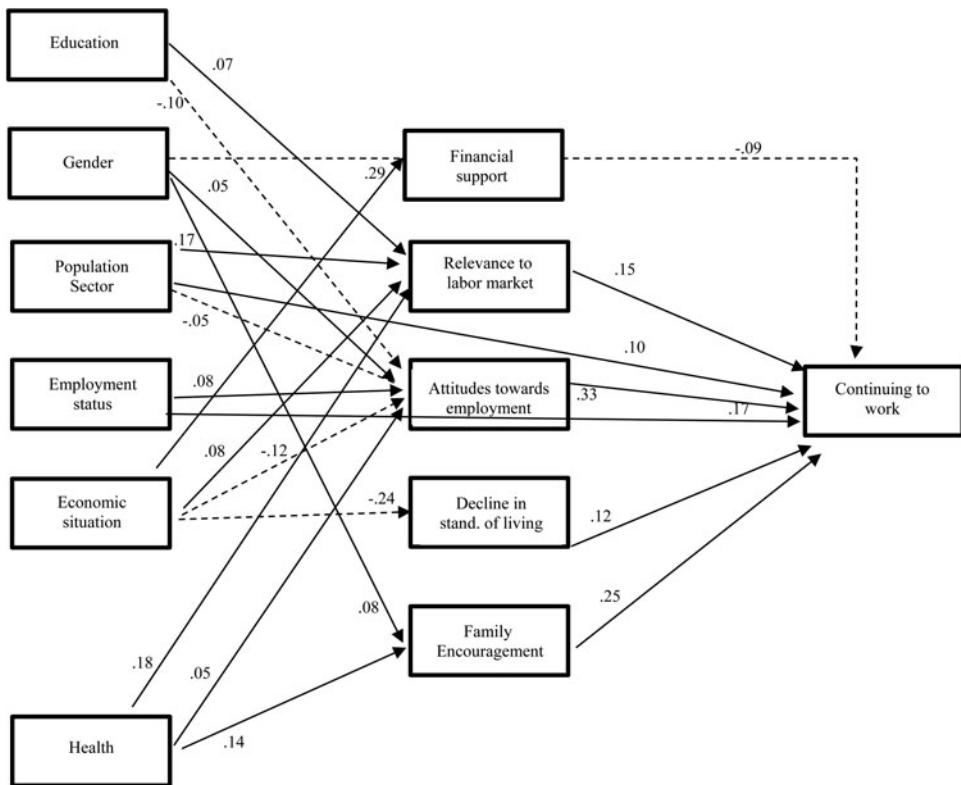 Education
.07
-.10
Gender
.05
.29
Financial
support
-.09
Population
Sector
.17
-.05
Relevance to
labor market
.15
.10
Employment
status
.08
Attitudes towards
employment
.33
.17
Continuing to
work
Economic
situation
.08
-.12
-.24
Decline in
stand. of living
.12
.08
Family
Encouragement
.25
.18
.05
.14
Health